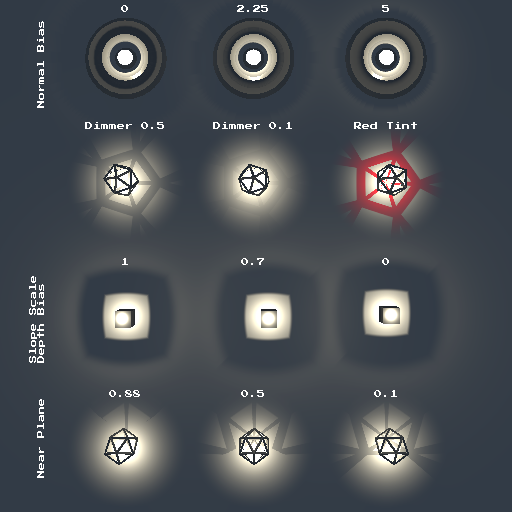 Normal Bias
0
2.25
5
Dimmer 0.5
Dimmer 0.1
Red Tint
Slope Scale
Depth Bias
1
0.7
0
Near Plane
0.88
0.5
0.1